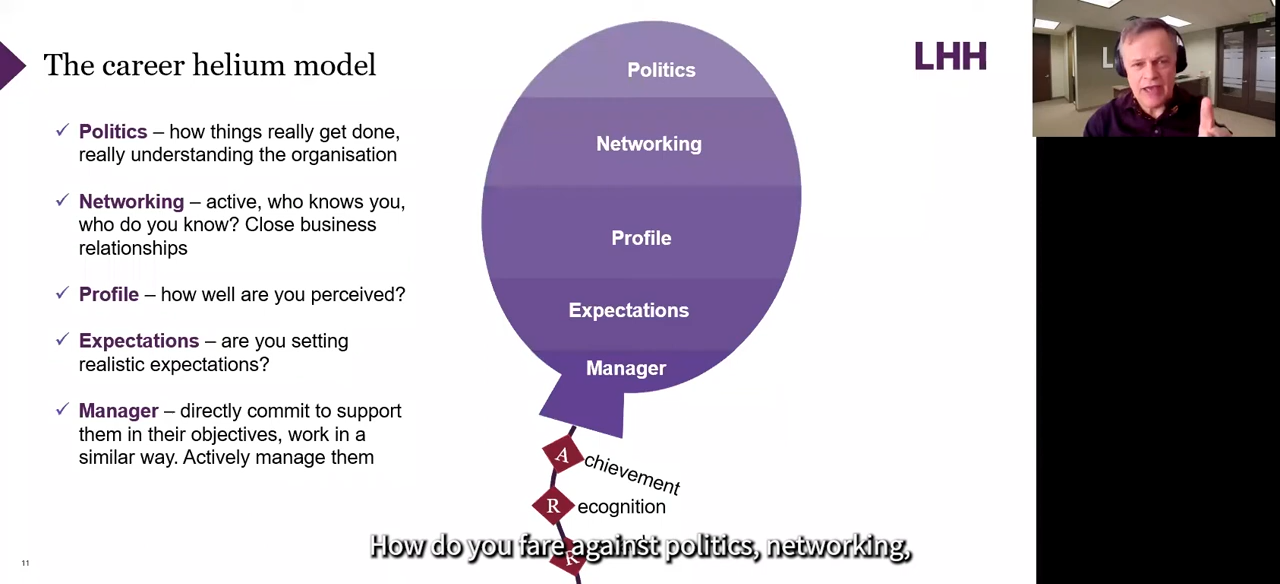 The career helium model
LHH
✓ Politics – how things really get done,
really understanding the organisation
✓ Networking – active, who knows you,
who do you know? Close business
relationships
✓ Profile – how well are you perceived?
✓ Expectations – are you setting
realistic expectations?
✓ Manager – directly commit to support
them in their objectives, work in a
similar way. Actively manage them
Politics
Networking
Profile
Expectations
Manager
Achievement
Recognition
R
How do you fare against politics, networking,
11